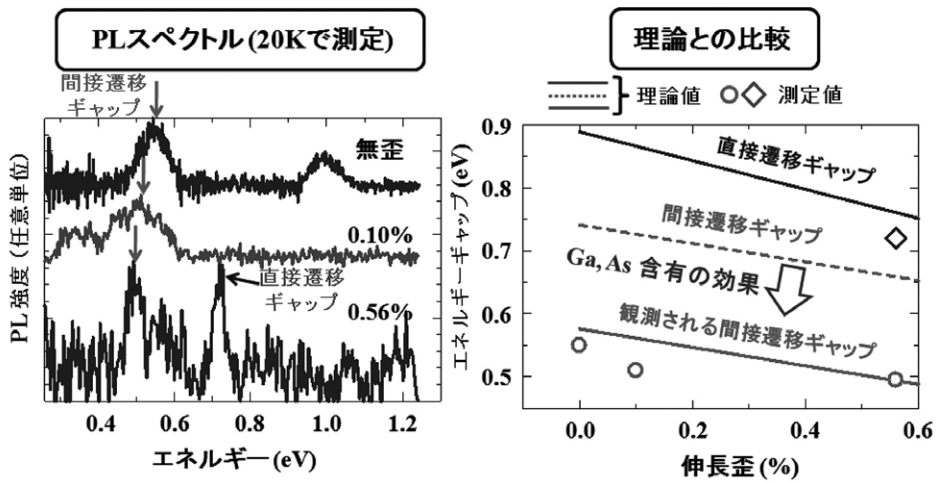 PLスペクトル(20Kで測定)
間接遷移
ギャップ
無歪
0.10%
直接遷移
ギャップ
0.56%
PL強度（任意単位）
0.4 0.6 0.8 1.0 1.2
エネルギー(eV)
理論との比較
理論値 測定値
0.9
0.8
0.7
0.6
0.5
エネルギーギャップ(eV)
直接遷移ギャップ
間接遷移ギャップ
Ga, As 含有の効果
観測される間接遷移ギャップ
0.0 0.2 0.4 0.6
伸長歪(%)